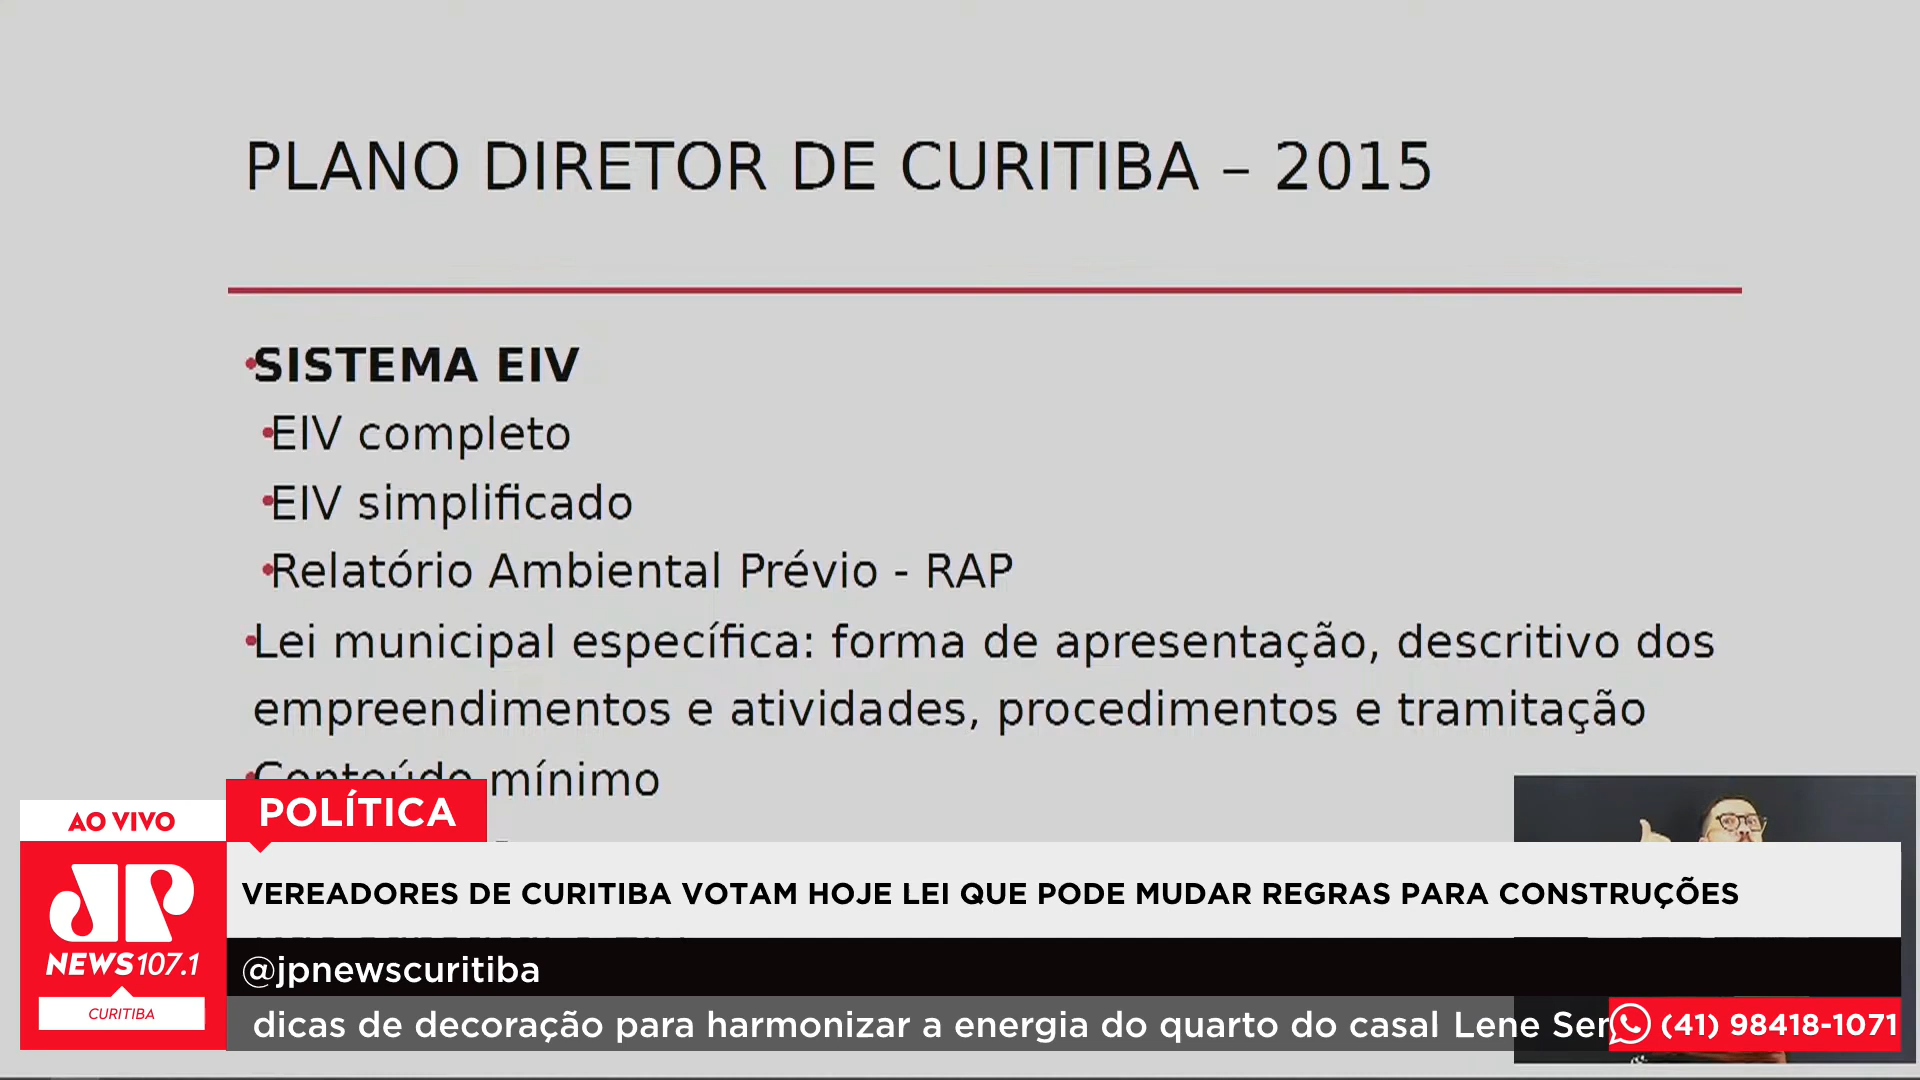 PLANO DIRETOR DE CURITIBA – 2015
•SISTEMA EIV
•EIV completo
•EIV simplificado
•Relatório Ambiental Prévio - RAP
•Lei municipal específica: forma de apresentação, descritivo dos
empreendimentos e atividades, procedimentos e tramitação
•Conteúdo mínimo
POLÍTICA
AO VIVO
VEREADORES DE CURITIBA VOTAM HOJE LEI QUE PODE MUDAR REGRAS PARA CONSTRUÇÕES
JP
NEWS 107.1
CURITIBA
@jpnewscuritiba
dicas de decoração para harmonizar a energia do quarto do casal Lene Ser
(41) 98418-1071